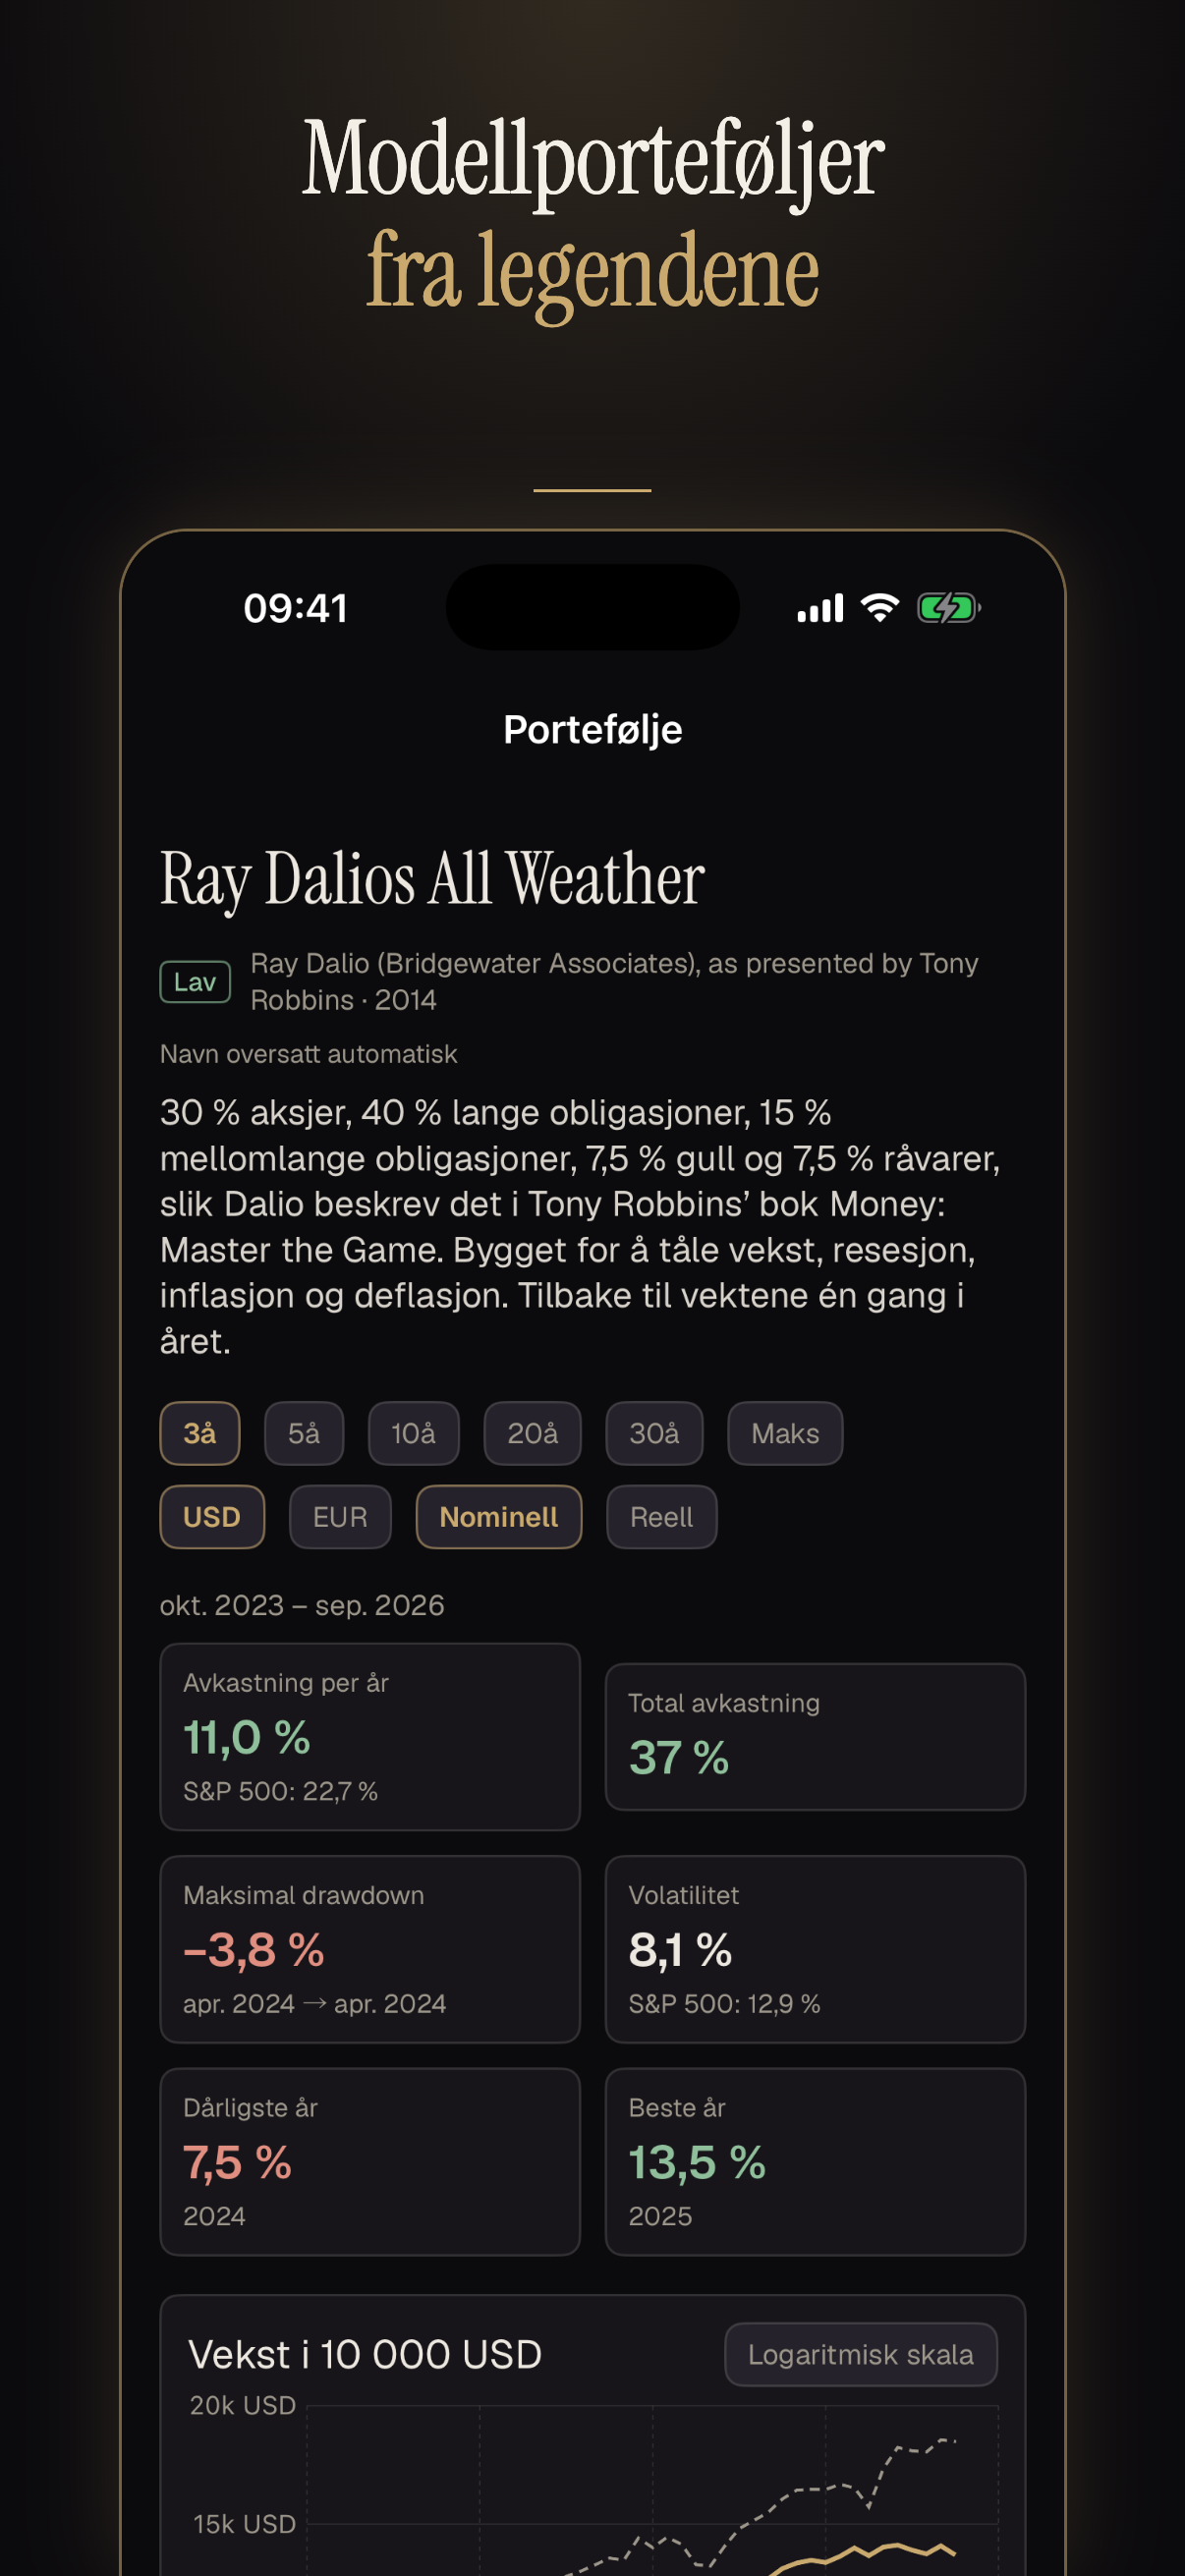 Modellporteføljer
fra legendene
09:41
Portefølje
Ray Dalios All Weather
Lav
Ray Dalio (Bridgewater Associates), as presented by Tony
Robbins · 2014
Navn oversatt automatisk
30 % aksjer, 40 % lange obligasjoner, 15 %
mellomlange obligasjoner, 7,5 % gull og 7,5 % råvarer,
slik Dalio beskrev det i Tony Robbins’ bok Money:
Master the Game. Bygget for å tåle vekst, resesjon,
inflasjon og deflasjon. Tilbake til vektene én gang i
året.
3å 5å 10å 20å 30å Maks
USD EUR Nominell Reell
okt. 2023 – sep. 2026
Avkastning per år
11,0 %
S&P 500: 22,7 %
Total avkastning
37 %
Maksimal drawdown
−3,8 %
apr. 2024 → apr. 2024
Volatilitet
8,1 %
S&P 500: 12,9 %
Dårligste år
7,5 %
2024
Beste år
13,5 %
2025
Vekst i 10 000 USD
Logaritmisk skala
20k USD
15k USD